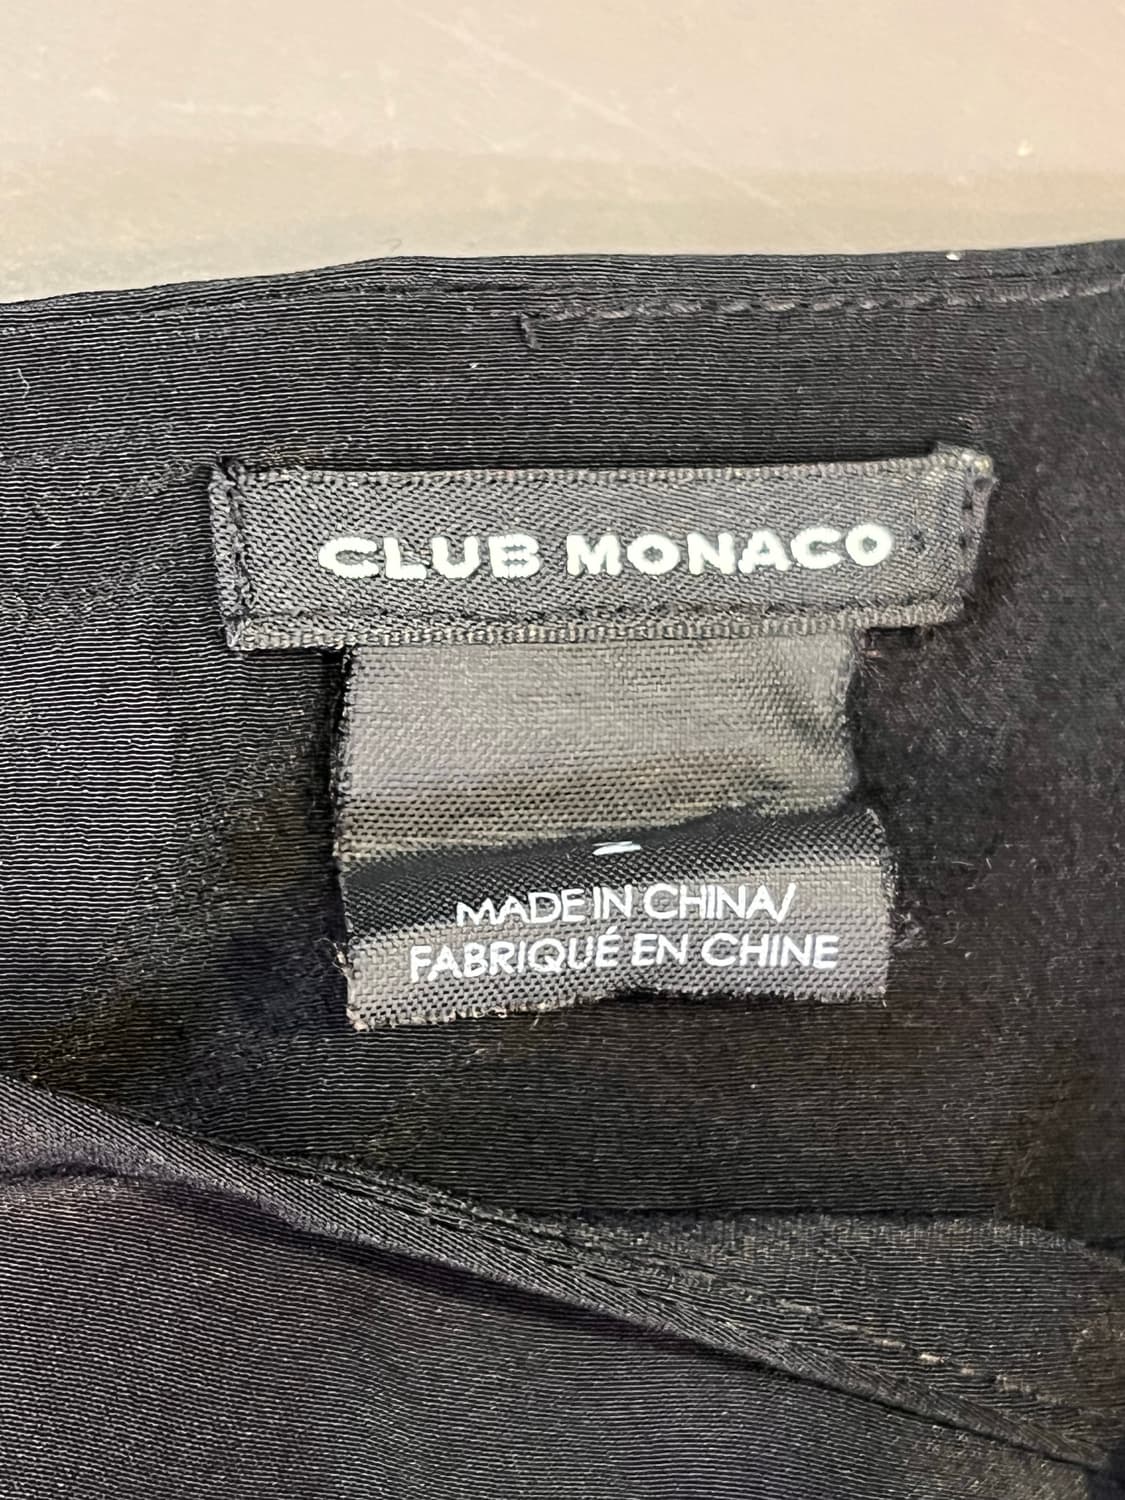 CLUB MONACO
MADE IN CHINA/
FABRIQUÉ EN CHINE